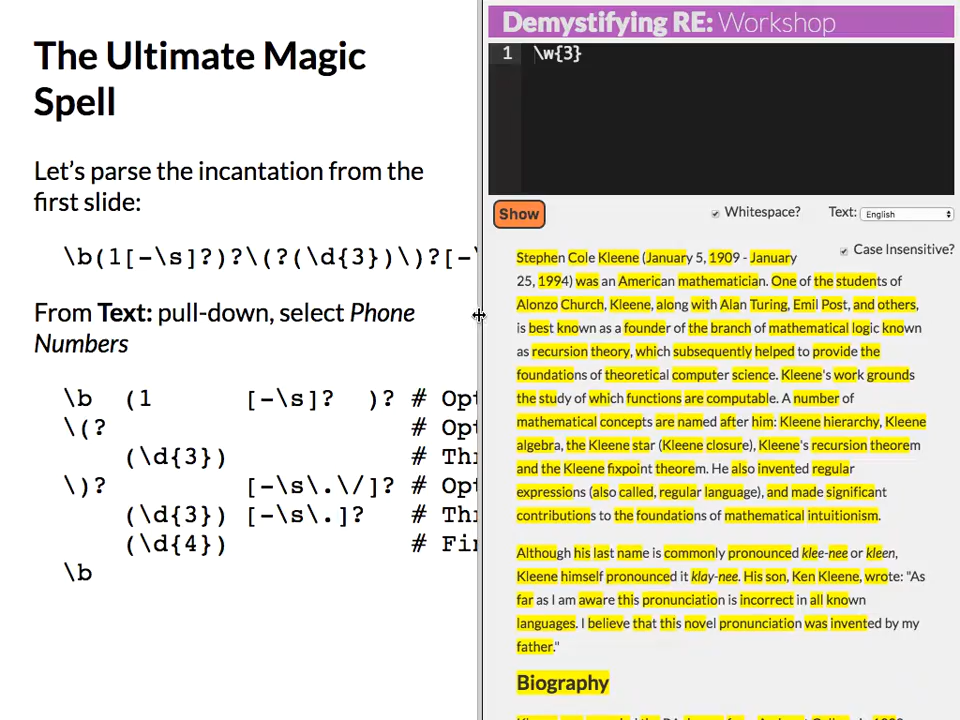 The Ultimate Magic
Spell
Let’s parse the incantation from the
first slide:
\b(1[-\s]?)?\(?(\d{3})\)?[-\
From Text: pull-down, select Phone
Numbers
\b (1 [-\s]? )? # Opt
\(? # Opt
(\d{3}) # Thr
\)? [-\s\.\/]? # Opt
(\d{3}) [-\s\.]? # Thr
(\d{4}) # Fin
\b
Demystifying RE: Workshop
1 \w{3}
Show Whitespace? Text: English
Case Insensitive?
Stephen Cole Kleene (January 5, 1909 - January
25, 1994) was an American mathematician. One of the students of
Alonzo Church, Kleene, along with Alan Turing, Emil Post, and others,
is best known as a founder of the branch of mathematical logic known
as recursion theory, which subsequently helped to provide the
foundations of theoretical computer science. Kleene's work grounds
the study of which functions are computable. A number of
mathematical concepts are named after him: Kleene hierarchy, Kleene
algebra, the Kleene star (Kleene closure), Kleene's recursion theorem
and the Kleene fixpoint theorem. He also invented regular
expressions (also called, regular language), and made significant
contributions to the foundations of mathematical intuitionism.
Although his last name is commonly pronounced klee-nee or kleen,
Kleene himself pronounced it klay-nee. His son, Ken Kleene, wrote: "As
far as I am aware this pronunciation is incorrect in all known
languages. I believe that this novel pronunciation was invented by my
father."
Biography